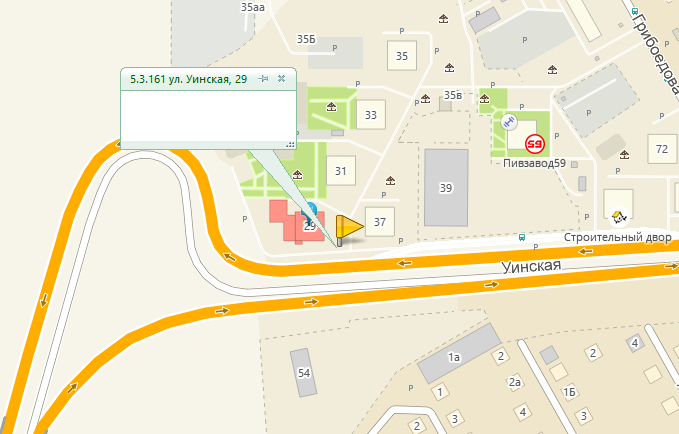 35аа
35Б
P
35
P
Грибоедова
5.3.161 ул. Уинская, 29
P
35в
P
P
33
P
P
59
Пивзавод59
72
31
39
P
29
37
P
P
Строительный двор
Уинская
P
54
1а
2
2
4
2а
1
1Б
P
4
3
3
2
2